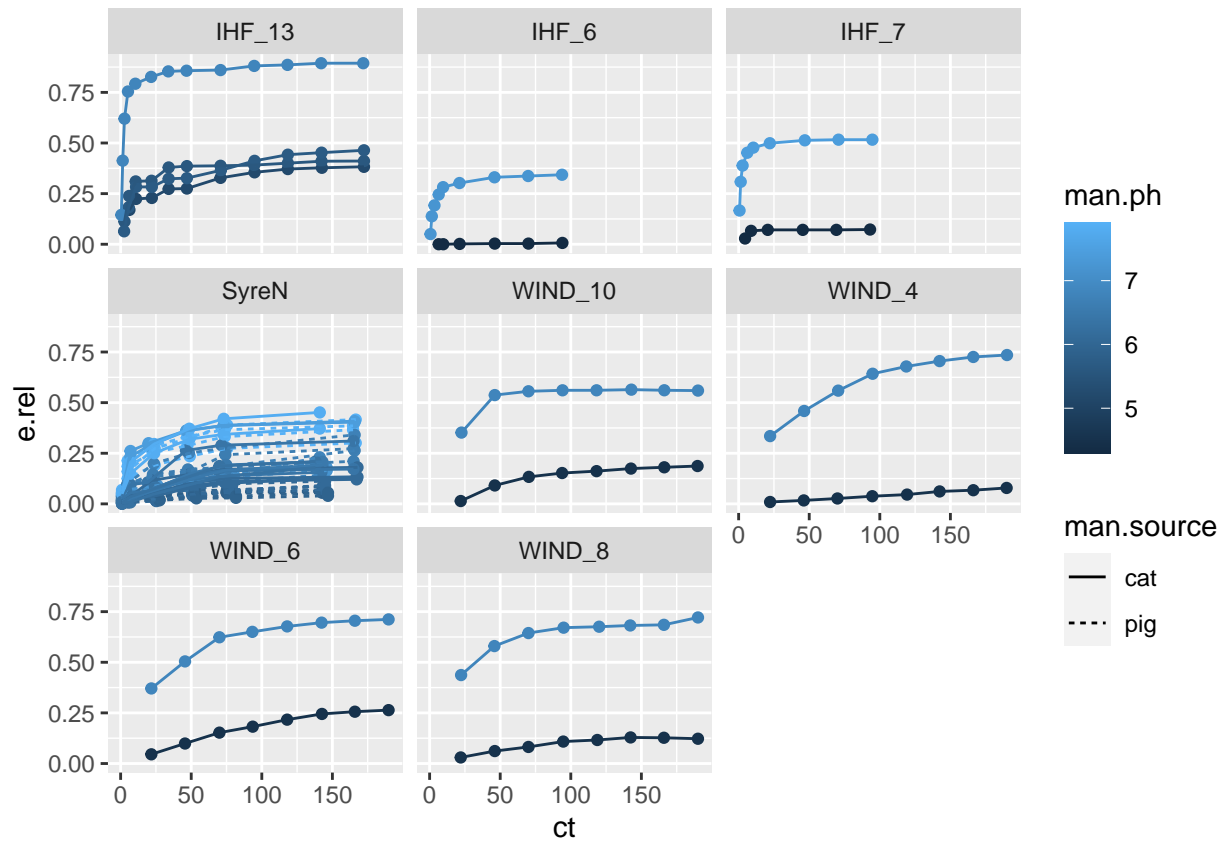 IHF_13 IHF_6 IHF_7
0.75
0.50
0.25
0.00
SyreN WIND_10 WIND_4
0.75
0.50
0.25
0.00
0 50 100 150
WIND_6 WIND_8
0.75
0.50
0.25
0.00
0 50 100 150 0 50 100 150
ct
e.rel
man.ph
7
6
5
man.source
cat
pig